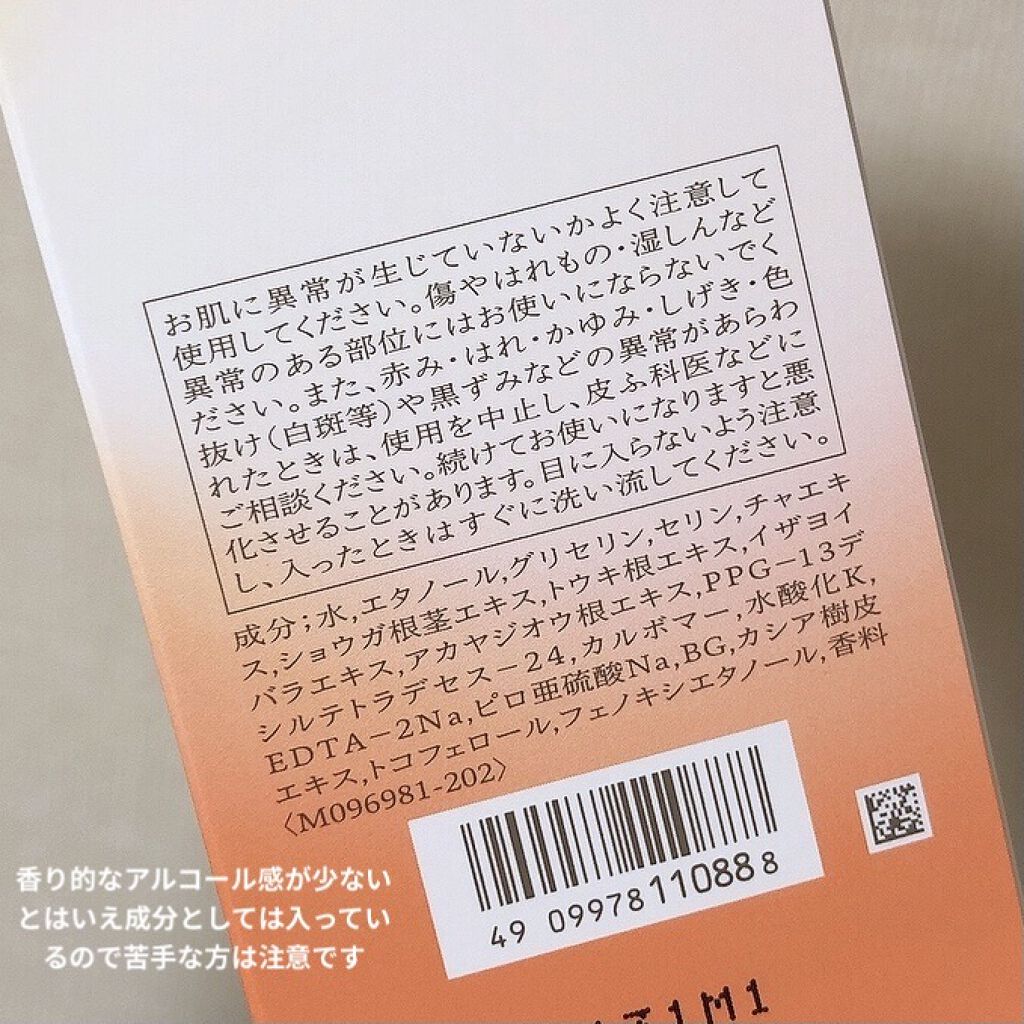 お肌に異常が生じていないかよく注意して
使用してください。傷やはれもの・湿しんなど
異常のある部位にはお使いにならないでく
ださい。また、赤み・はれ・かゆみ・しげき・色
抜け(白斑等)や黒ずみなどの異常があらわ
れたときは、使用を中止し、皮ふ科医などに
ご相談ください。続けてお使いになりますと悪
化させることがあります。目に入らないよう注意
し、入ったときはすぐに洗い流してください。
成分;水,エタノール,グリセリン,セリン,チャエキ
ス,ショウガ根茎エキス,トウキ根エキス,イザヨイ
バラエキス,アカヤジオウ根エキス,PPG−13デ
シルテトラデセス−24,カルボマー,水酸化K,
EDTA−2Na,ピロ亜硫酸Na,BG,カシア樹皮
エキス,トコフェロール,フェノキシエタノール,香料
〈M096981-202〉
49 09978 11088 8
香り的なアルコール感が少ない
とはいえ成分としては入ってい
るので苦手な方は注意です